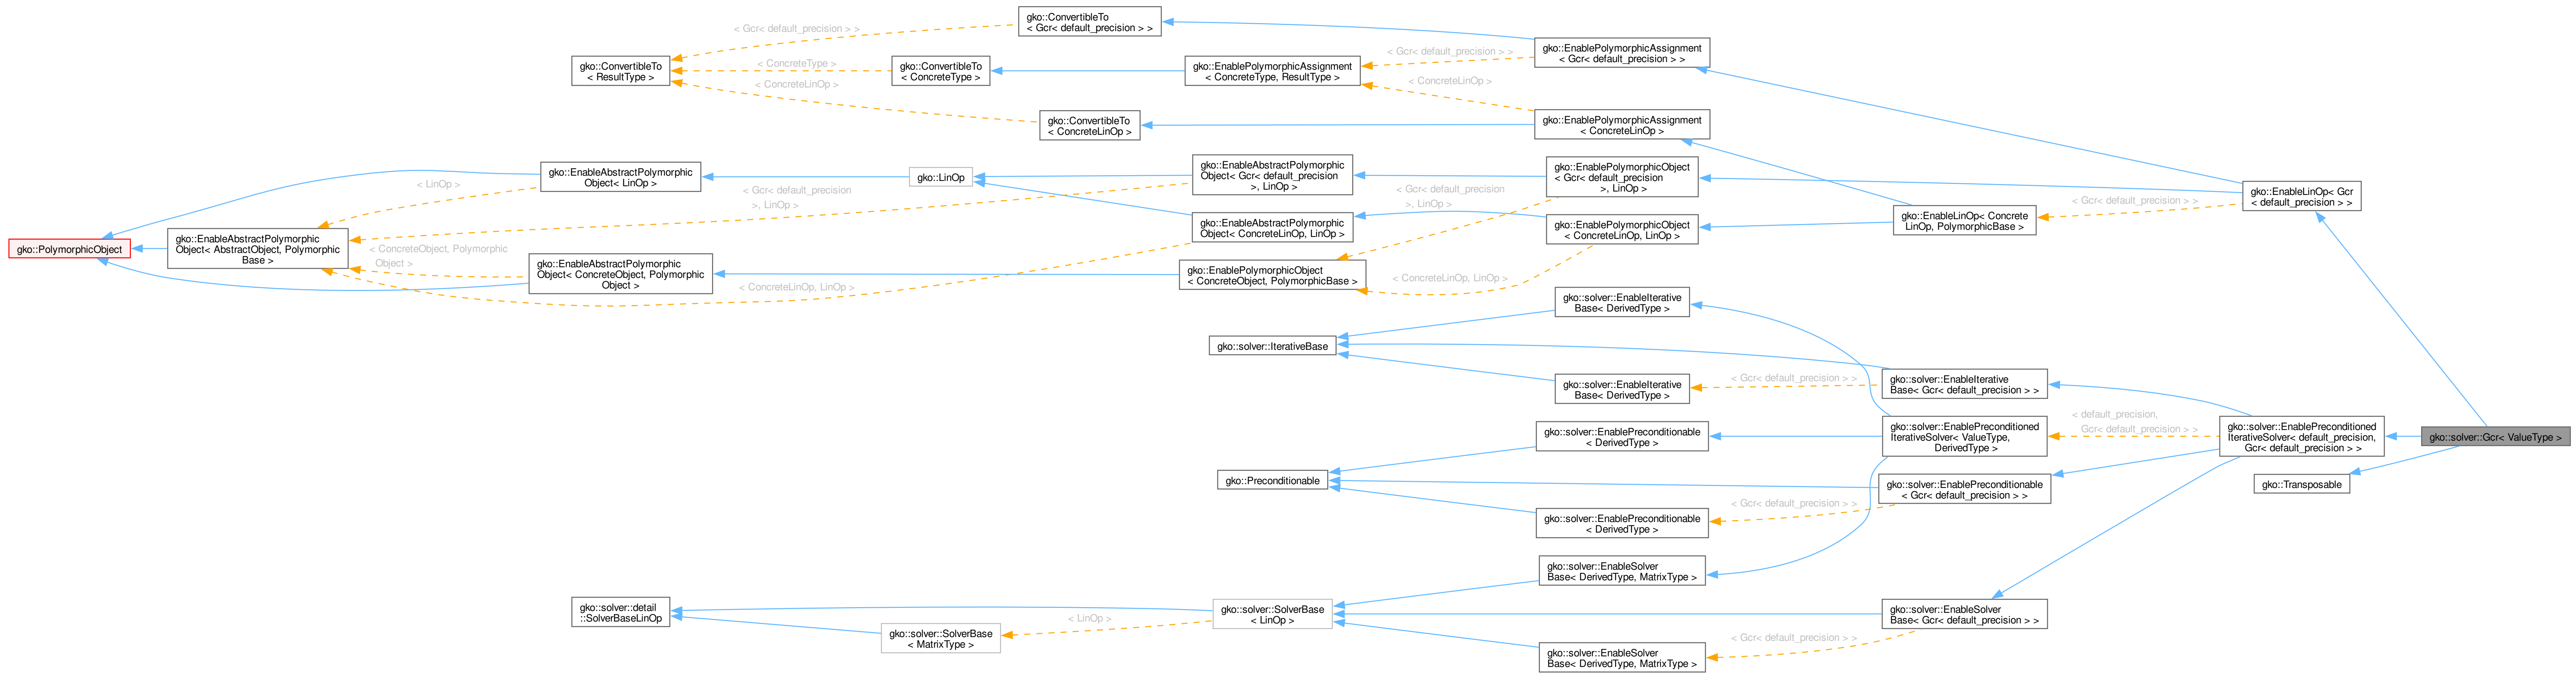 gko::PolymorphicObject
gko::EnableAbstractPolymorphic
Object< AbstractObject, Polymorphic
Base >
gko::ConvertibleTo
< ResultType >
gko::EnableAbstractPolymorphic
Object< LinOp >
gko::EnableAbstractPolymorphic
Object< ConcreteObject, Polymorphic
Object >
gko::solver::detail
::SolverBaseLinOp
< LinOp >
< Gcr< default_precision
>, LinOp >
< ConcreteObject, Polymorphic
Object >
< ConcreteLinOp, LinOp >
< Gcr< default_precision > >
< ConcreteType >
< ConcreteLinOp >
gko::ConvertibleTo
< Gcr< default_precision > >
gko::ConvertibleTo
< ConcreteType >
gko::ConvertibleTo
< ConcreteLinOp >
gko::LinOp
gko::solver::SolverBase
< MatrixType >
< LinOp >
gko::EnablePolymorphicAssignment
< ConcreteType, ResultType >
gko::EnableAbstractPolymorphic
Object< Gcr< default_precision
>, LinOp >
gko::EnableAbstractPolymorphic
Object< ConcreteLinOp, LinOp >
gko::EnablePolymorphicObject
< ConcreteObject, PolymorphicBase >
gko::solver::IterativeBase
gko::Preconditionable
gko::solver::SolverBase
< LinOp >
< Gcr< default_precision > >
< ConcreteLinOp >
< Gcr< default_precision
>, LinOp >
< ConcreteLinOp, LinOp >
gko::EnablePolymorphicAssignment
< Gcr< default_precision > >
gko::EnablePolymorphicAssignment
< ConcreteLinOp >
gko::EnablePolymorphicObject
< Gcr< default_precision
>, LinOp >
gko::EnablePolymorphicObject
< ConcreteLinOp, LinOp >
gko::solver::EnableIterative
Base< DerivedType >
gko::solver::EnableIterative
Base< DerivedType >
gko::solver::EnablePreconditionable
< DerivedType >
gko::solver::EnablePreconditionable
< DerivedType >
gko::solver::EnableSolver
Base< DerivedType, MatrixType >
gko::solver::EnableSolver
Base< DerivedType, MatrixType >
< Gcr< default_precision > >
< Gcr< default_precision > >
< Gcr< default_precision > >
gko::EnableLinOp< Concrete
LinOp, PolymorphicBase >
gko::solver::EnableIterative
Base< Gcr< default_precision > >
gko::solver::EnablePreconditioned
IterativeSolver< ValueType,
DerivedType >
gko::solver::EnablePreconditionable
< Gcr< default_precision > >
gko::solver::EnableSolver
Base< Gcr< default_precision > >
< Gcr< default_precision > >
< default_precision,
Gcr< default_precision > >
gko::EnableLinOp< Gcr
< default_precision > >
gko::solver::EnablePreconditioned
IterativeSolver< default_precision,
Gcr< default_precision > >
gko::Transposable
gko::solver::Gcr< ValueType >